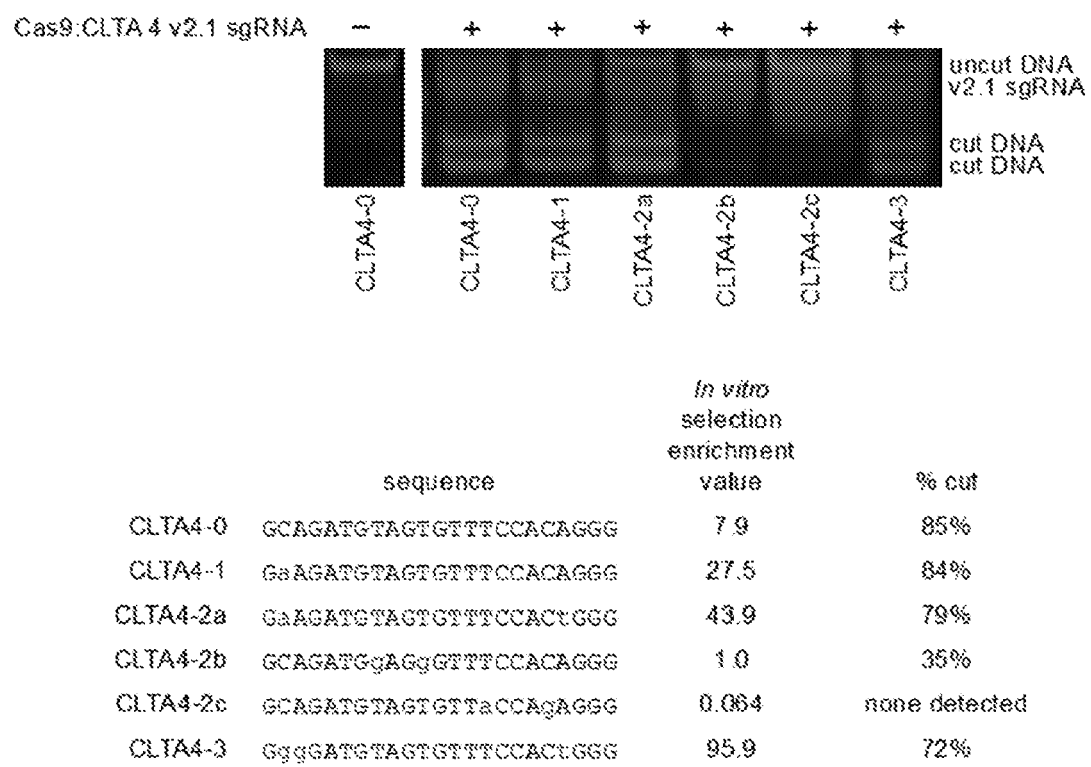 Cas9:CLTA4 v2.1 sgRNA − + + + + + +
uncut DNA
v2.1 sgRNA
cut DNA
cut DNA
CLTA4-0 CLTA4-0 CLTA4-1 CLTA4-2a CLTA4-2b CLTA4-2c CLTA4-3
In vitro
selection
enrichment
sequence value % cut
CLTA4-0 GCAGATGTAGTGTTTCCACAGGG 7.9 85%
CLTA4-1 GaAGATGTAGTGTTTCCACAGGG 27.5 84%
CLTA4-2a GaAGATGTAGTGTTTCCACtGGG 43.9 79%
CLTA4-2b GCAGATGgAGgGTTTCCACAGGG 1.0 35%
CLTA4-2c GCAGATGTAGTGTTaCCAgAGGG 0.064 none detected
CLTA4-3 GggGATGTAGTGTTTCCACtGGG 95.9 72%